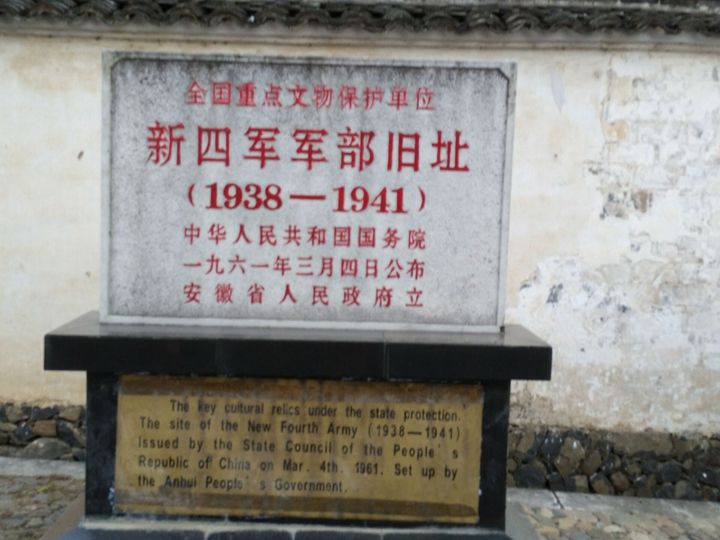 全国重点文物保护单位
新四军军部旧址
(1938—1941)
中华人民共和国国务院
一九六一年三月四日公布
安徽省人民政府立
The key cultural relics under the state protection.
The site of the New Fourth Army (1938—1941)
Issued by the State Council of the People's
Republic of China on Mar. 4th. 1961. Set up by
the Anhui People's Government.